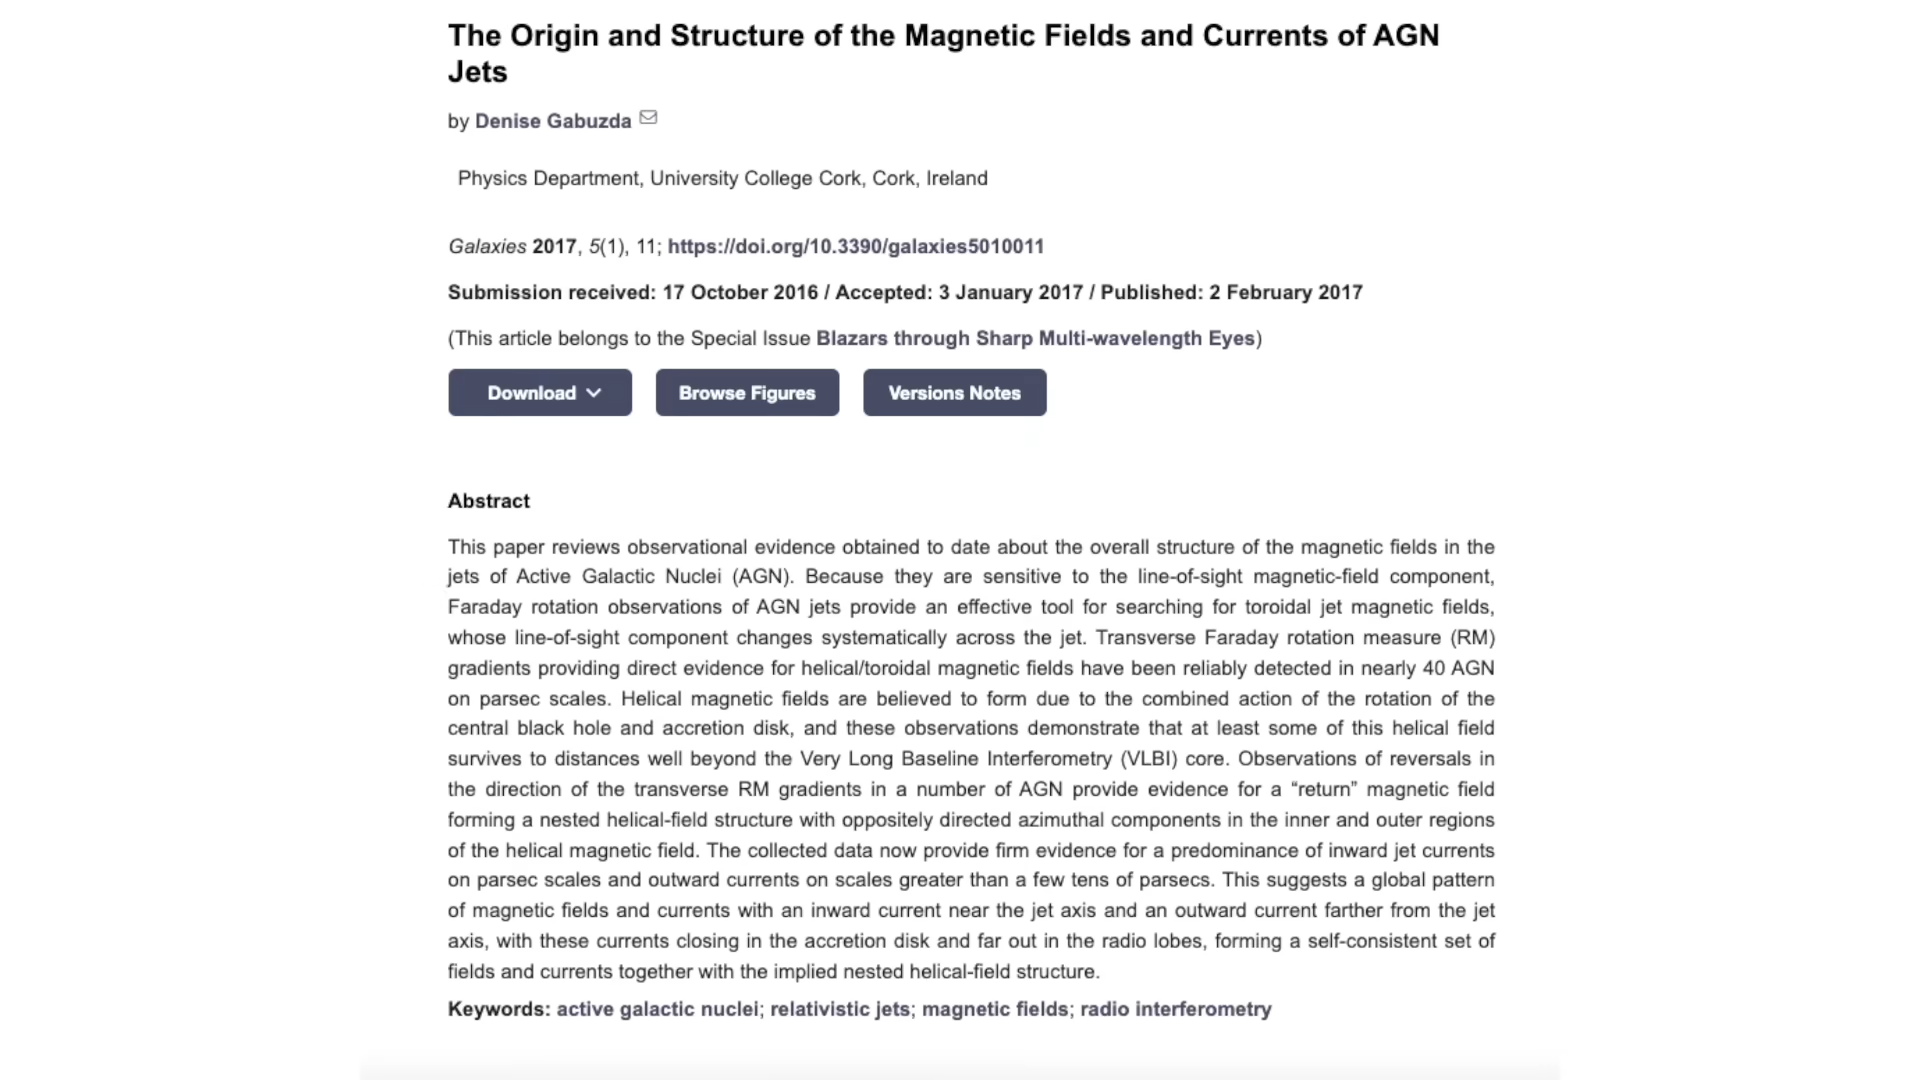 The Origin and Structure of the Magnetic Fields and Currents of AGN
Jets
by Denise Gabuzda
Physics Department, University College Cork, Cork, Ireland
Galaxies 2017, 5(1), 11; https://doi.org/10.3390/galaxies5010011
Submission received: 17 October 2016 / Accepted: 3 January 2017 / Published: 2 February 2017
(This article belongs to the Special Issue Blazars through Sharp Multi-wavelength Eyes)
Download Browse Figures Versions Notes
Abstract
This paper reviews observational evidence obtained to date about the overall structure of the magnetic fields in the
jets of Active Galactic Nuclei (AGN). Because they are sensitive to the line-of-sight magnetic-field component,
Faraday rotation observations of AGN jets provide an effective tool for searching for toroidal jet magnetic fields,
whose line-of-sight component changes systematically across the jet. Transverse Faraday rotation measure (RM)
gradients providing direct evidence for helical/toroidal magnetic fields have been reliably detected in nearly 40 AGN
on parsec scales. Helical magnetic fields are believed to form due to the combined action of the rotation of the
central black hole and accretion disk, and these observations demonstrate that at least some of this helical field
survives to distances well beyond the Very Long Baseline Interferometry (VLBI) core. Observations of reversals in
the direction of the transverse RM gradients in a number of AGN provide evidence for a “return” magnetic field
forming a nested helical-field structure with oppositely directed azimuthal components in the inner and outer regions
of the helical magnetic field. The collected data now provide firm evidence for a predominance of inward jet currents
on parsec scales and outward currents on scales greater than a few tens of parsecs. This suggests a global pattern
of magnetic fields and currents with an inward current near the jet axis and an outward current farther from the jet
axis, with these currents closing in the accretion disk and far out in the radio lobes, forming a self-consistent set of
fields and currents together with the implied nested helical-field structure.
Keywords: active galactic nuclei; relativistic jets; magnetic fields; radio interferometry